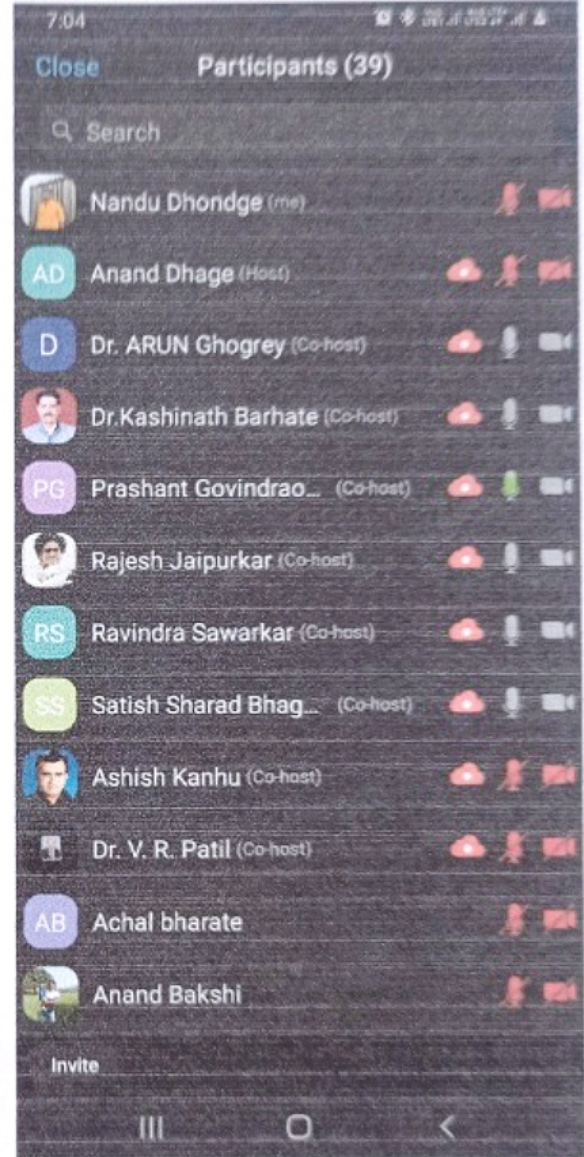 7:04
Close Participants (39)
Search
Nandu Dhondge (me)
AD Anand Dhage (Host)
D Dr. ARUN Ghogrey (Co-host)
Dr.Kashinath Barhate (Co-host)
PG Prashant Govindrao... (Co-host)
Rajesh Jaipurkar (Co-host)
RS Ravindra Sawarkar (Co-host)
SS Satish Sharad Bhag... (Co-host)
Ashish Kanhu (Co-host)
Dr. V. R. Patil (Co-host)
AB Achal bharate
Anand Bakshi
Invite